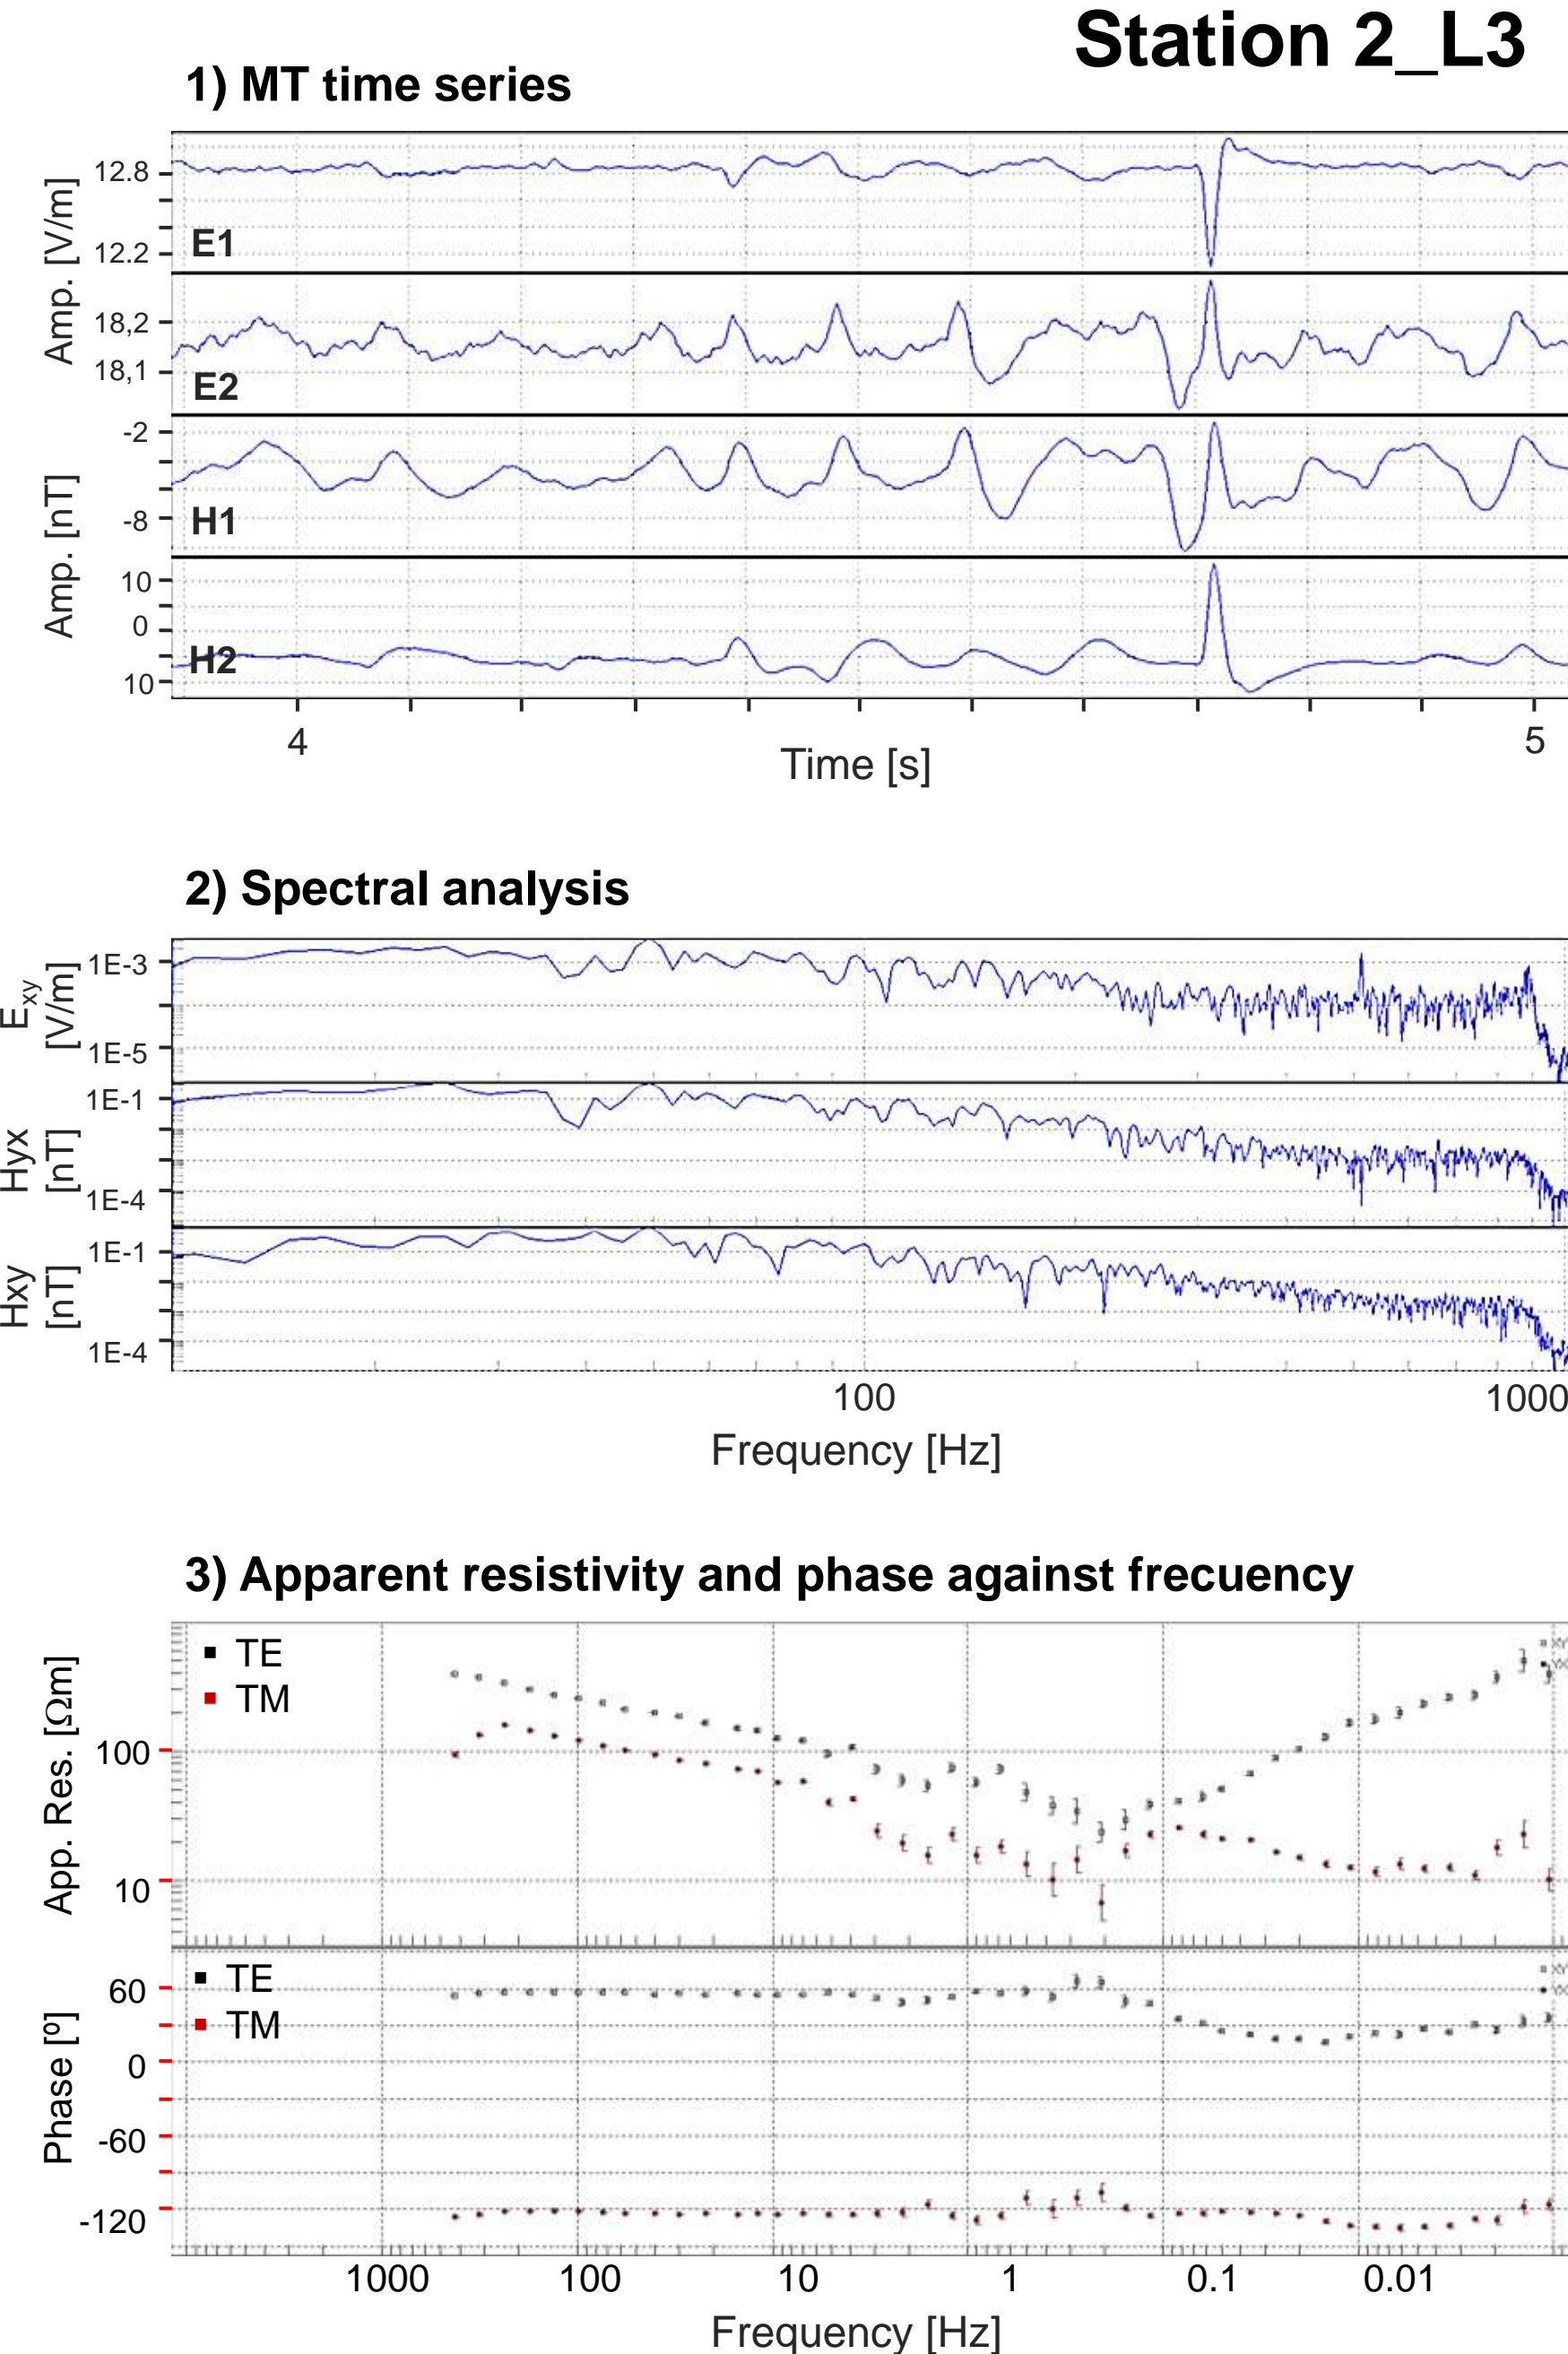 Station 2_L3
1) MT time series
Amp. [V/m]
12.8
12.2
E1
18,2
18,1
E2
Amp. [nT]
-2
-8
H1
10
0
10
H2
4
5
Time [s]
2) Spectral analysis
Exy
[V/m]
1E-3
1E-5
Hyx
[nT]
1E-1
1E-4
Hxy
[nT]
1E-1
1E-4
100
1000
Frequency [Hz]
3) Apparent resistivity and phase against frecuency
App. Res. [Ωm]
TE
TM
XY
YX
100
10
Phase [º]
TE
TM
XY
YX
60
0
-60
-120
1000 100 10 1 0.1 0.01
Frequency [Hz]